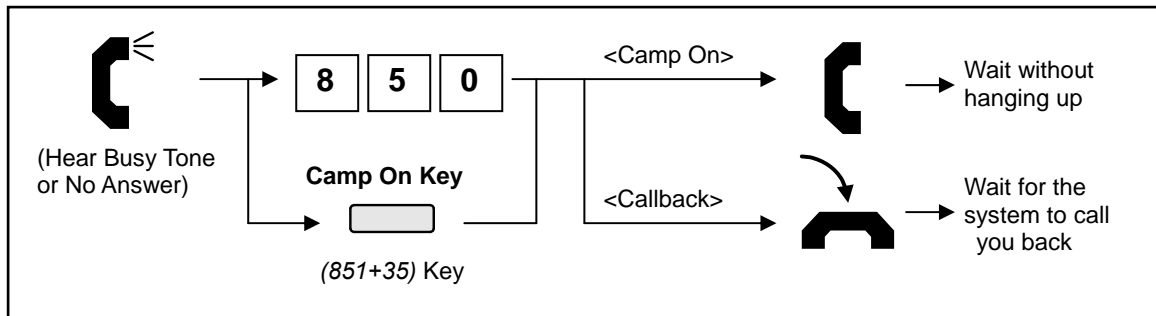 8 5 0
<Camp On>
Wait without
hanging up
(Hear Busy Tone
or No Answer)
Camp On Key
(851+35) Key
<Callback>
Wait for the
system to call
you back